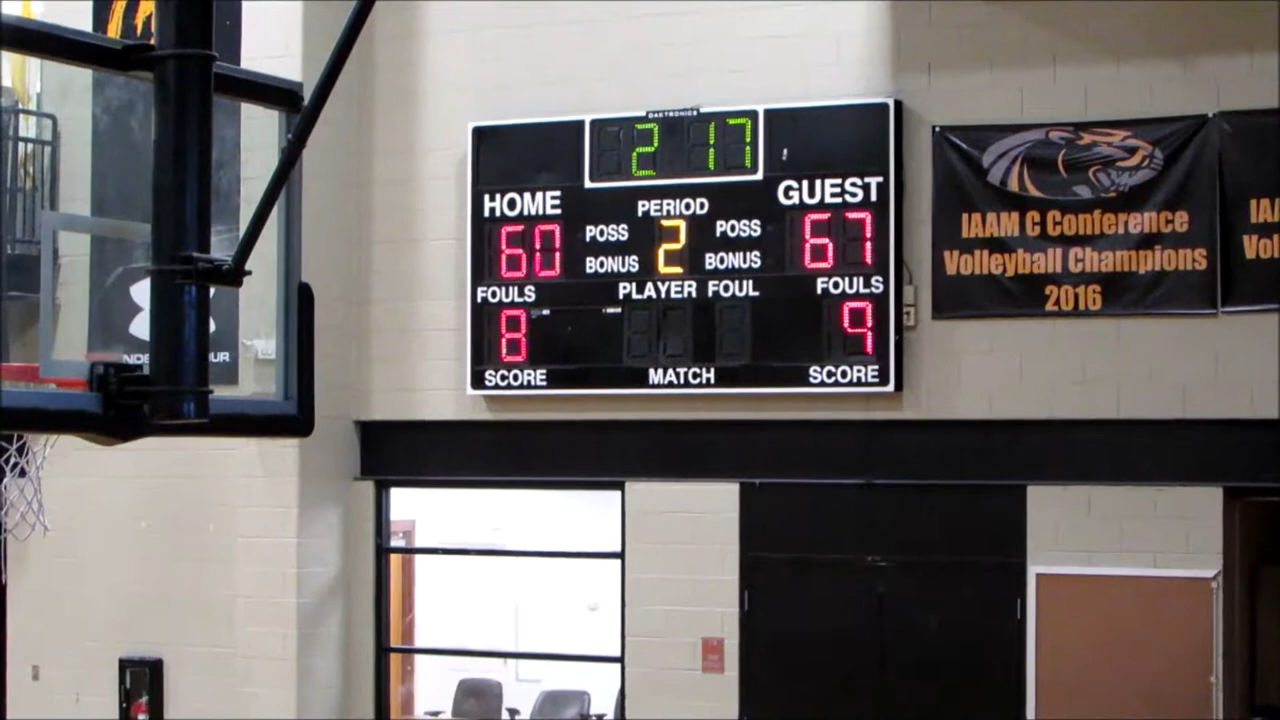 DAKTRONICS
2 17
HOME
GUEST
PERIOD
60
POSS
2
POSS
67
BONUS
BONUS
FOULS
PLAYER FOUL
FOULS
8
9
SCORE
MATCH
SCORE
IAAM C Conference
Volleyball Champions
2016
IA
Vol